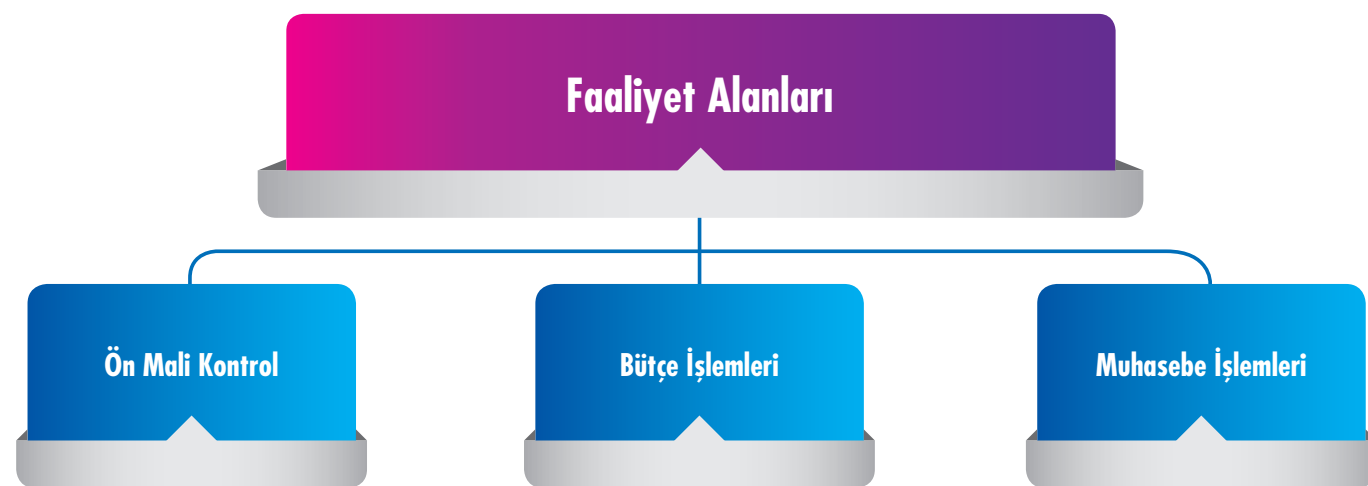 Faaliyet Alanları
Ön Mali Kontrol
Bütçe İşlemleri
Muhasebe İşlemleri